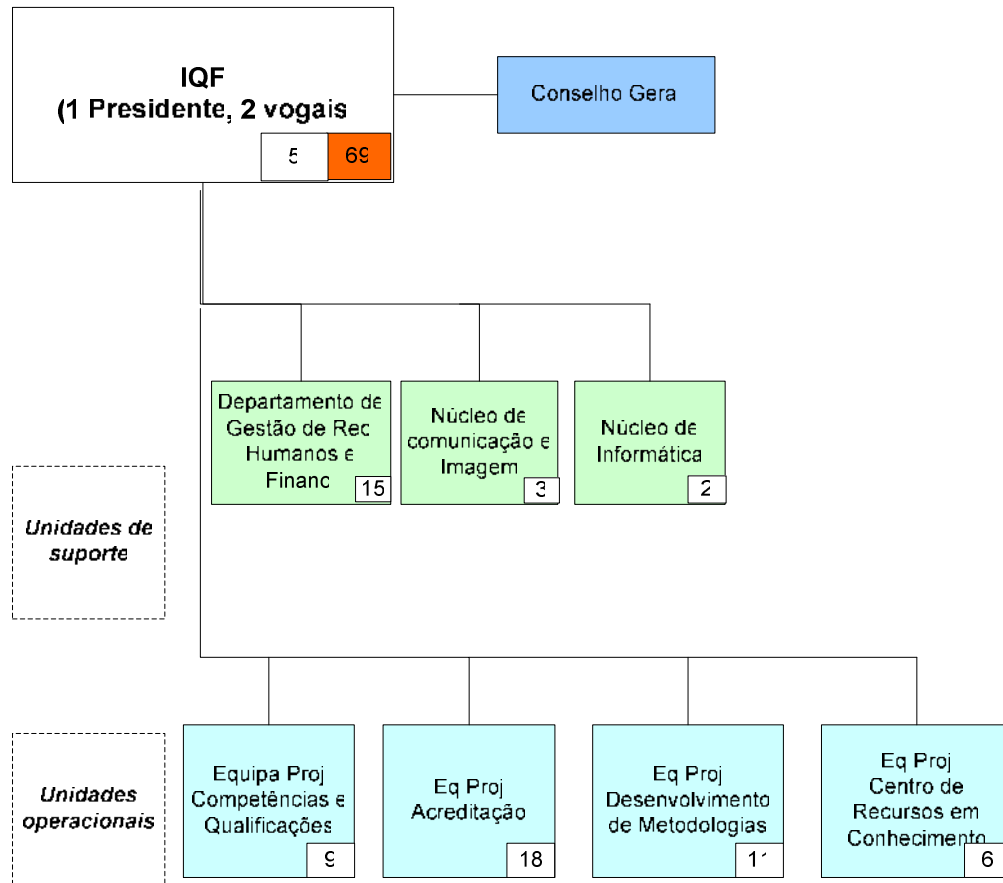 IQF
(1 Presidente, 2 vogais
5
69
Conselho Gera
Departamento de
Gestão de Rec
Humanos e
Financ
15
Núcleo de
comunicação e
Imagem
3
Núcleo de
Informática
2
Unidades de
suporte
Unidades
operacionais
Equipa Proj
Competências e
Qualificações
9
Eq Proj
Acreditação
18
Eq Proj
Desenvolvimento
de Metodologias
11
Eq Proj
Centro de
Recursos em
Conhecimento
6